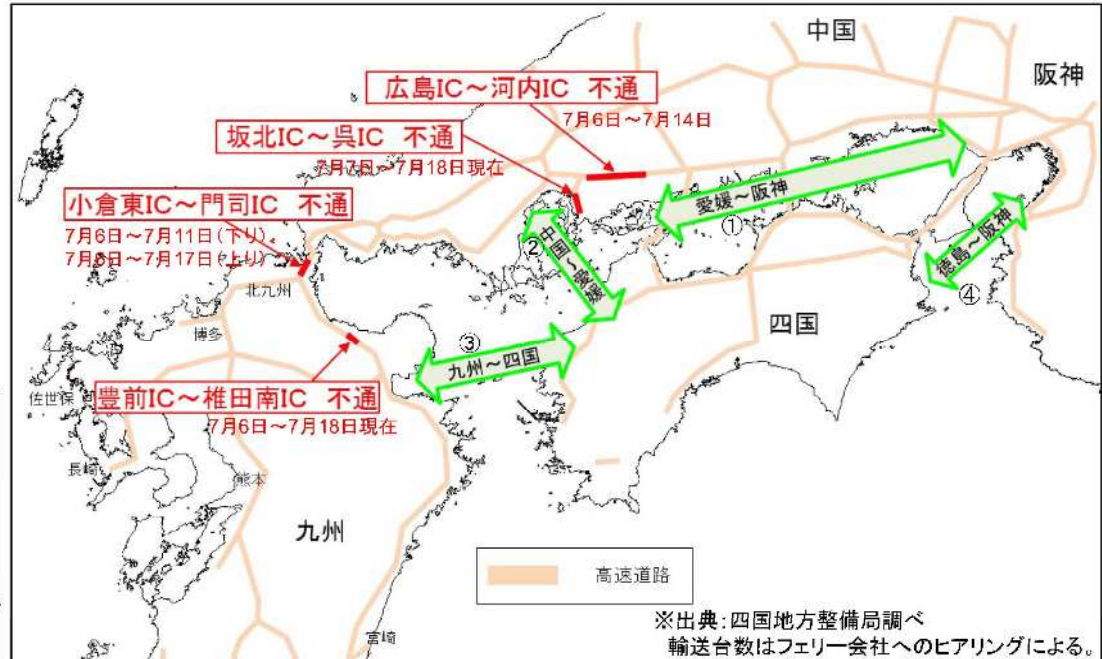 中国
阪神
広島IC～河内IC 不通
7月6日～7月14日
坂北IC～呉IC 不通
7月7日～7月18日現在
小倉東IC～門司IC 不通
7月6日～7月11日(下り)
7月6日～7月17日(上り)
愛媛～阪神
①
②
中国～愛媛
徳島～阪神
④
北九州
博多
③
九州～四国
四国
豊前IC～椎田南IC 不通
7月6日～7月18日現在
佐世保
長崎
熊本
九州
高速道路
宮崎
※出典:四国地方整備局調べ
輸送台数はフェリー会社へのヒアリングによる。